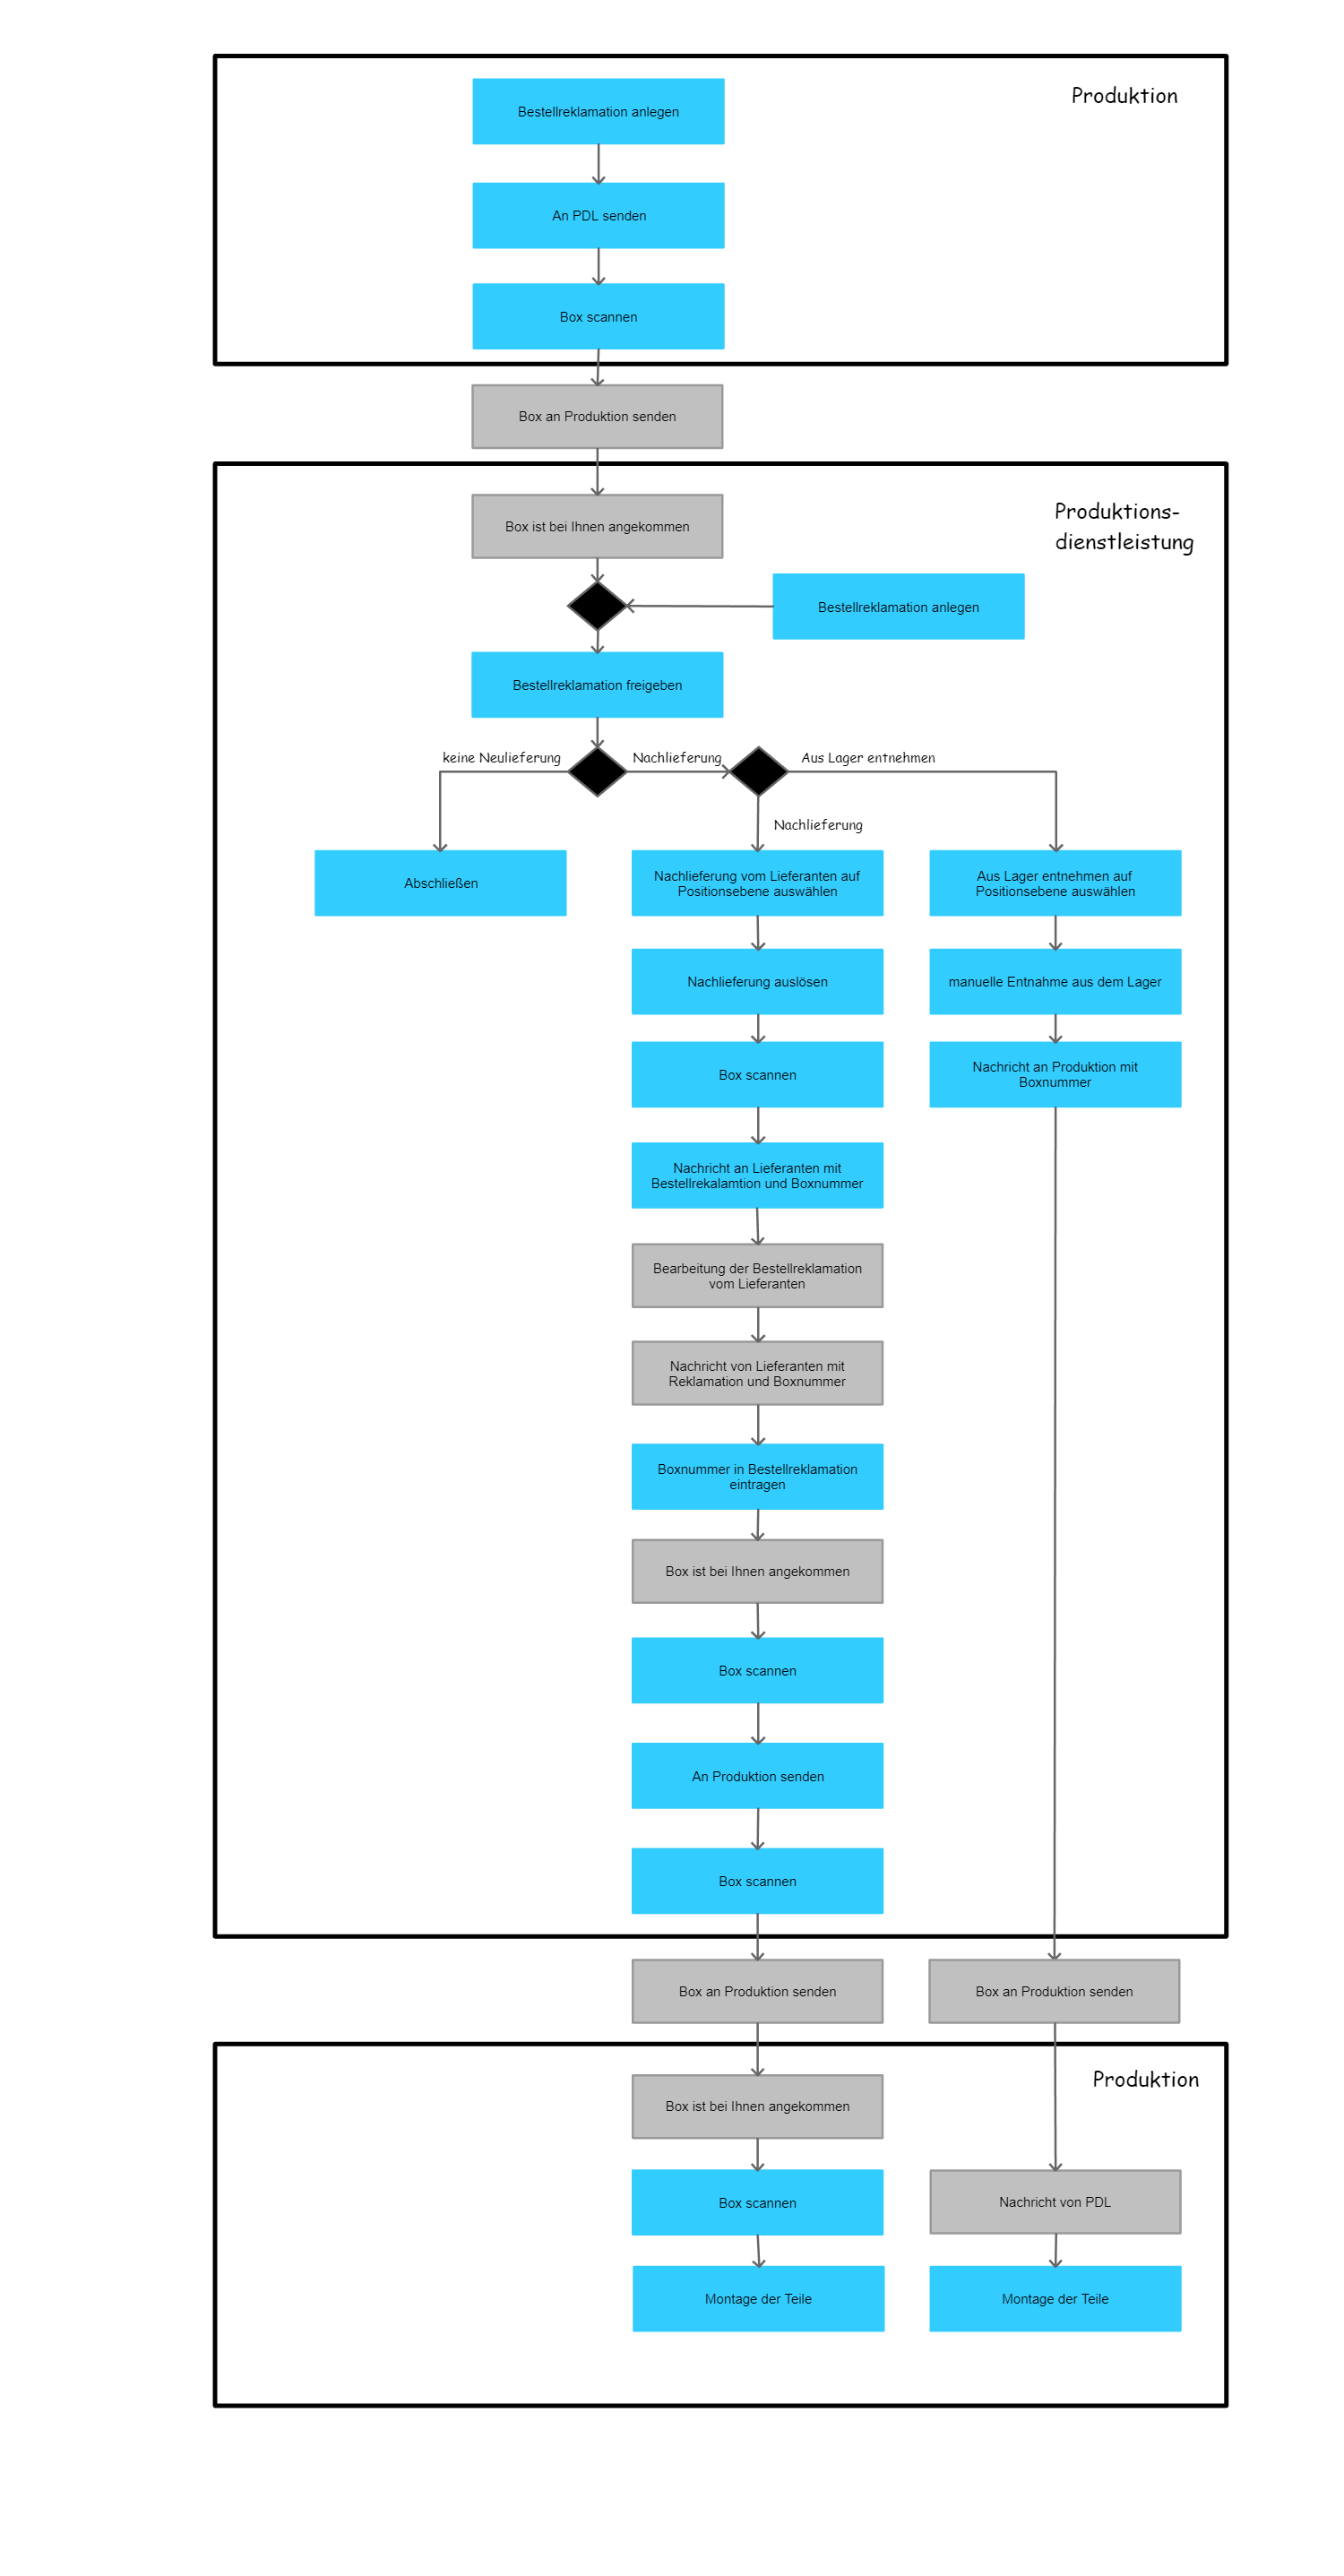 Produktion
Bestellreklamation anlegen
An PDL senden
Box scannen
Box an Produktion senden
Produktions-
dienstleistung
Box ist bei Ihnen angekommen
Bestellreklamation anlegen
Bestellreklamation freigeben
keine Neulieferung
Nachlieferung
Aus Lager entnehmen
Nachlieferung
Abschließen
Nachlieferung vom Lieferanten auf
Positionsebene auswählen
Aus Lager entnehmen auf
Positionsebene auswählen
Nachlieferung auslösen
manuelle Entnahme aus dem Lager
Box scannen
Nachricht an Produktion mit
Boxnummer
Nachricht an Lieferanten mit
Bestellrekalamtion und Boxnummer
Bearbeitung der Bestellreklamation
vom Lieferanten
Nachricht von Lieferanten mit
Reklamation und Boxnummer
Boxnummer in Bestellreklamation
eintragen
Box ist bei Ihnen angekommen
Box scannen
An Produktion senden
Box scannen
Box an Produktion senden
Box an Produktion senden
Produktion
Box ist bei Ihnen angekommen
Box scannen
Nachricht von PDL
Montage der Teile
Montage der Teile